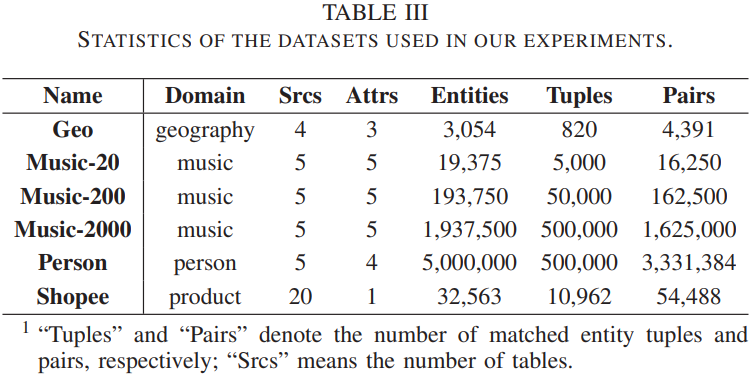 TABLE III
STATISTICS OF THE DATASETS USED IN OUR EXPERIMENTS.
Name Domain Srcs Attrs Entities Tuples Pairs
Geo geography 4 3 3,054 820 4,391
Music-20 music 5 5 19,375 5,000 16,250
Music-200 music 5 5 193,750 50,000 162,500
Music-2000 music 5 5 1,937,500 500,000 1,625,000
Person person 5 4 5,000,000 500,000 3,331,384
Shopee product 20 1 32,563 10,962 54,488
1 “Tuples” and “Pairs” denote the number of matched entity tuples and
pairs, respectively; “Srcs” means the number of tables.